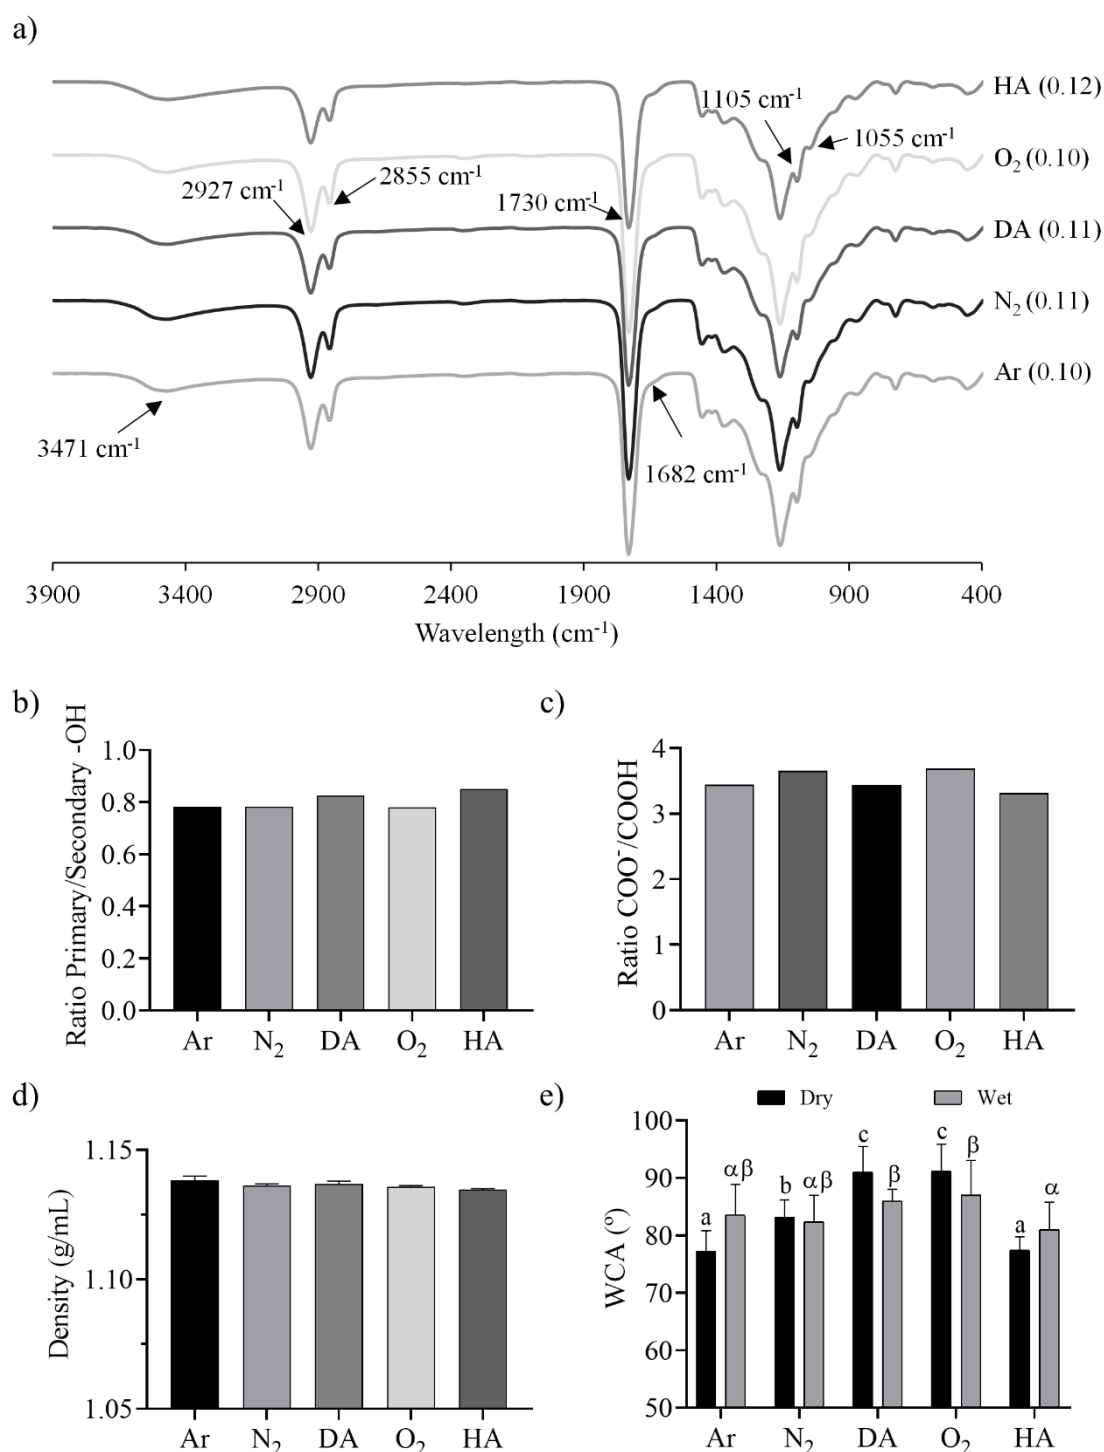 a)
HA (0.12)
1105 cm⁻¹
1055 cm⁻¹
O₂ (0.10)
2927 cm⁻¹
2855 cm⁻¹
1730 cm⁻¹
DA (0.11)
N₂ (0.11)
Ar (0.10)
3471 cm⁻¹
1682 cm⁻¹
3900 3400 2900 2400 1900 1400 900 400
Wavelength (cm⁻¹)
b)
Ratio Primary/Secondary -OH
1.0
0.8
0.6
0.4
0.2
0.0
Ar N₂ DA O₂ HA
c)
Ratio COO⁻/COOH
4
3
2
1
0
Ar N₂ DA O₂ HA
d)
Density (g/mL)
1.15
1.10
1.05
Ar N₂ DA O₂ HA
e)
Dry Wet
WCA (º)
100
90
80
70
60
50
a αβ b αβ c β c β a α
Ar N₂ DA O₂ HA